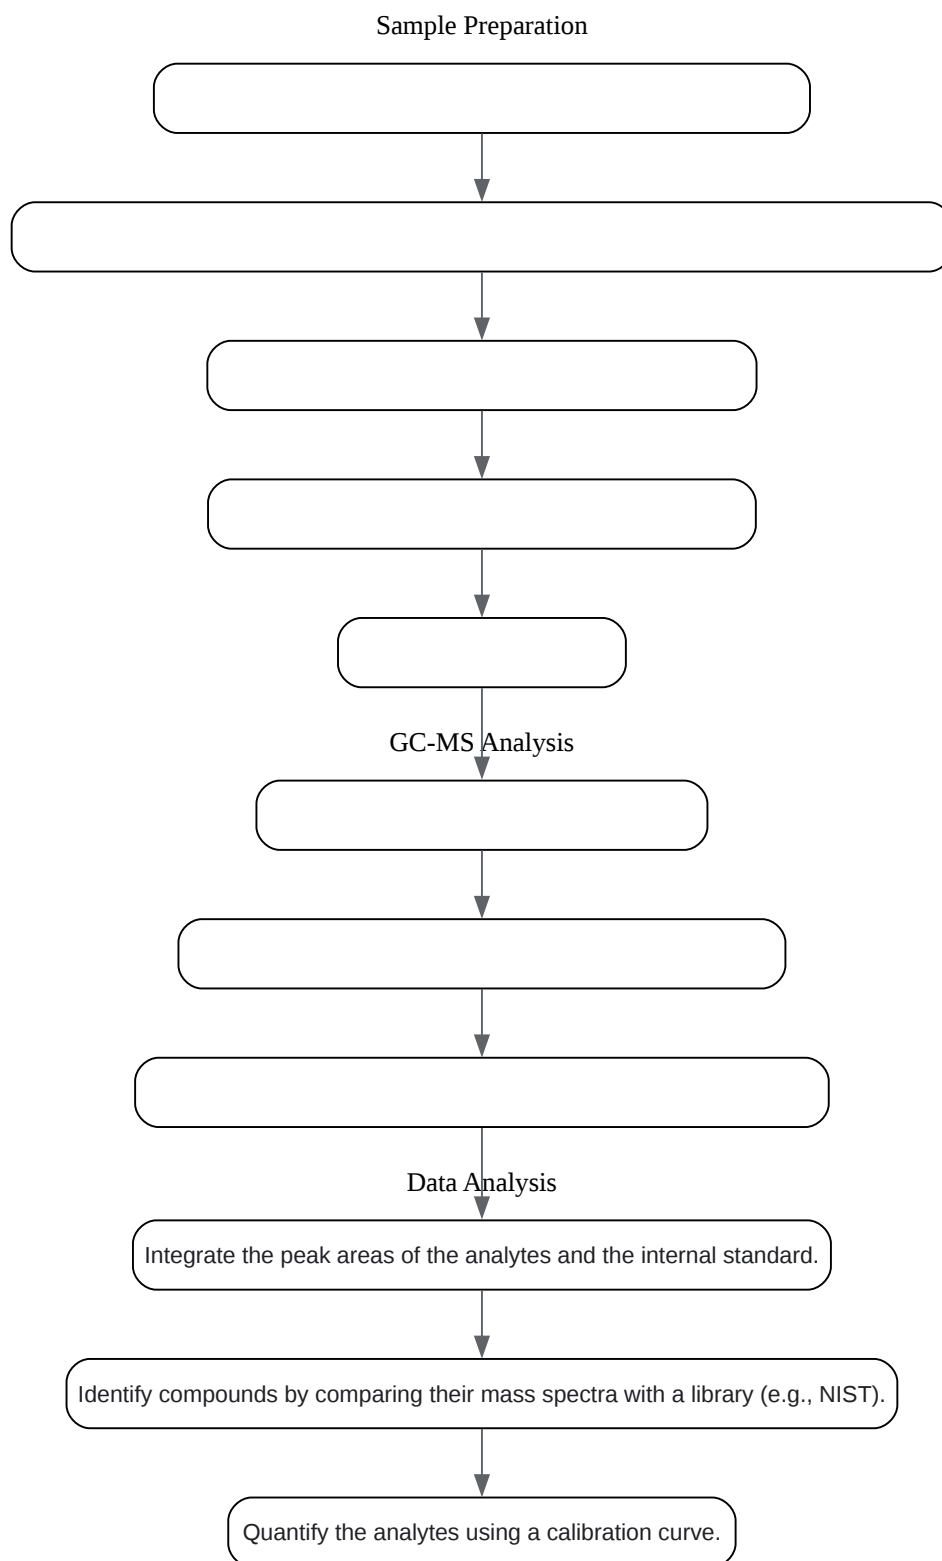 Sample Preparation
GC-MS Analysis
Data Analysis
Integrate the peak areas of the analytes and the internal standard.
Identify compounds by comparing their mass spectra with a library (e.g., NIST).
Quantify the analytes using a calibration curve.